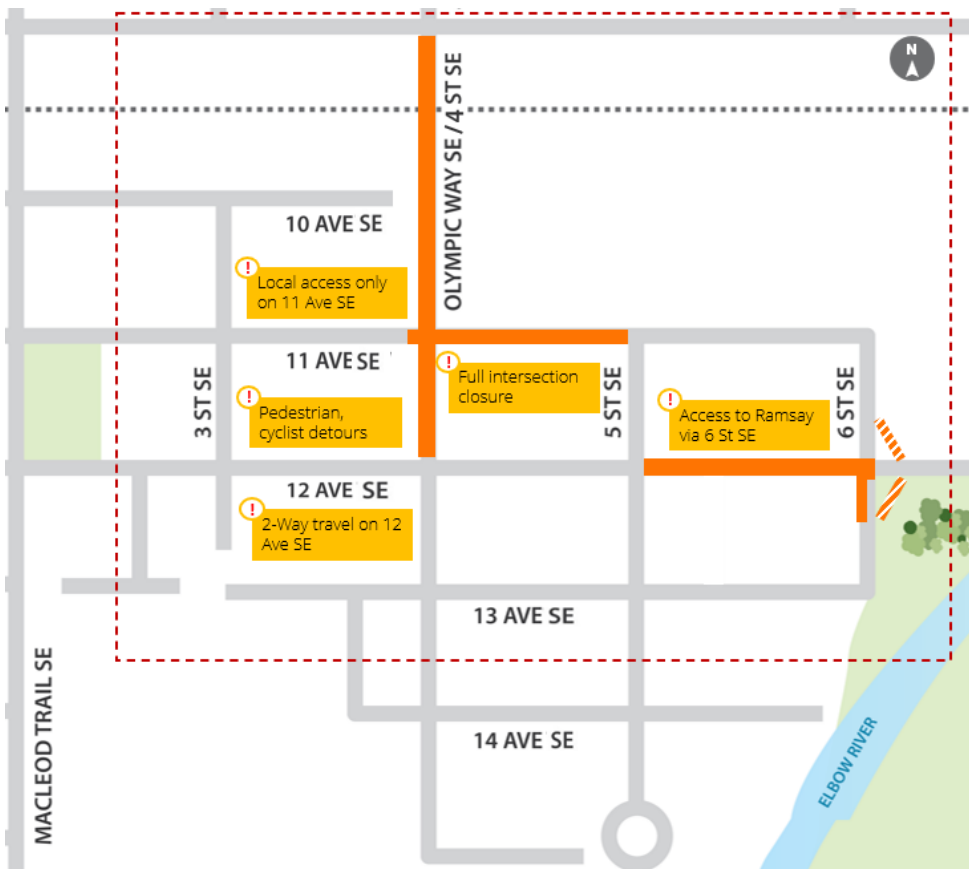 N
OLYMPIC WAY SE / 4 ST SE
10 AVE SE
!
Local access only
on 11 Ave SE
11 AVE SE
!
Full intersection
closure
3 ST SE
!
Pedestrian,
cyclist detours
5 ST SE
!
Access to Ramsay
via 6 St SE
6 ST SE
12 AVE SE
!
2-Way travel on 12
Ave SE
13 AVE SE
MACLEOD TRAIL SE
14 AVE SE
ELBOW RIVER